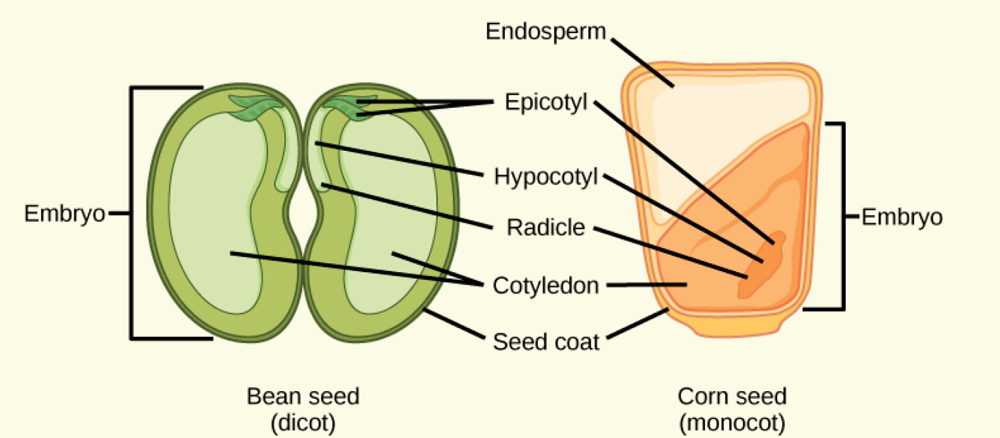 Endosperm
Epicotyl
Hypocotyl
Embryo
Embryo
Radicle
Cotyledon
Seed coat
Bean seed
(dicot)
Corn seed
(monocot)